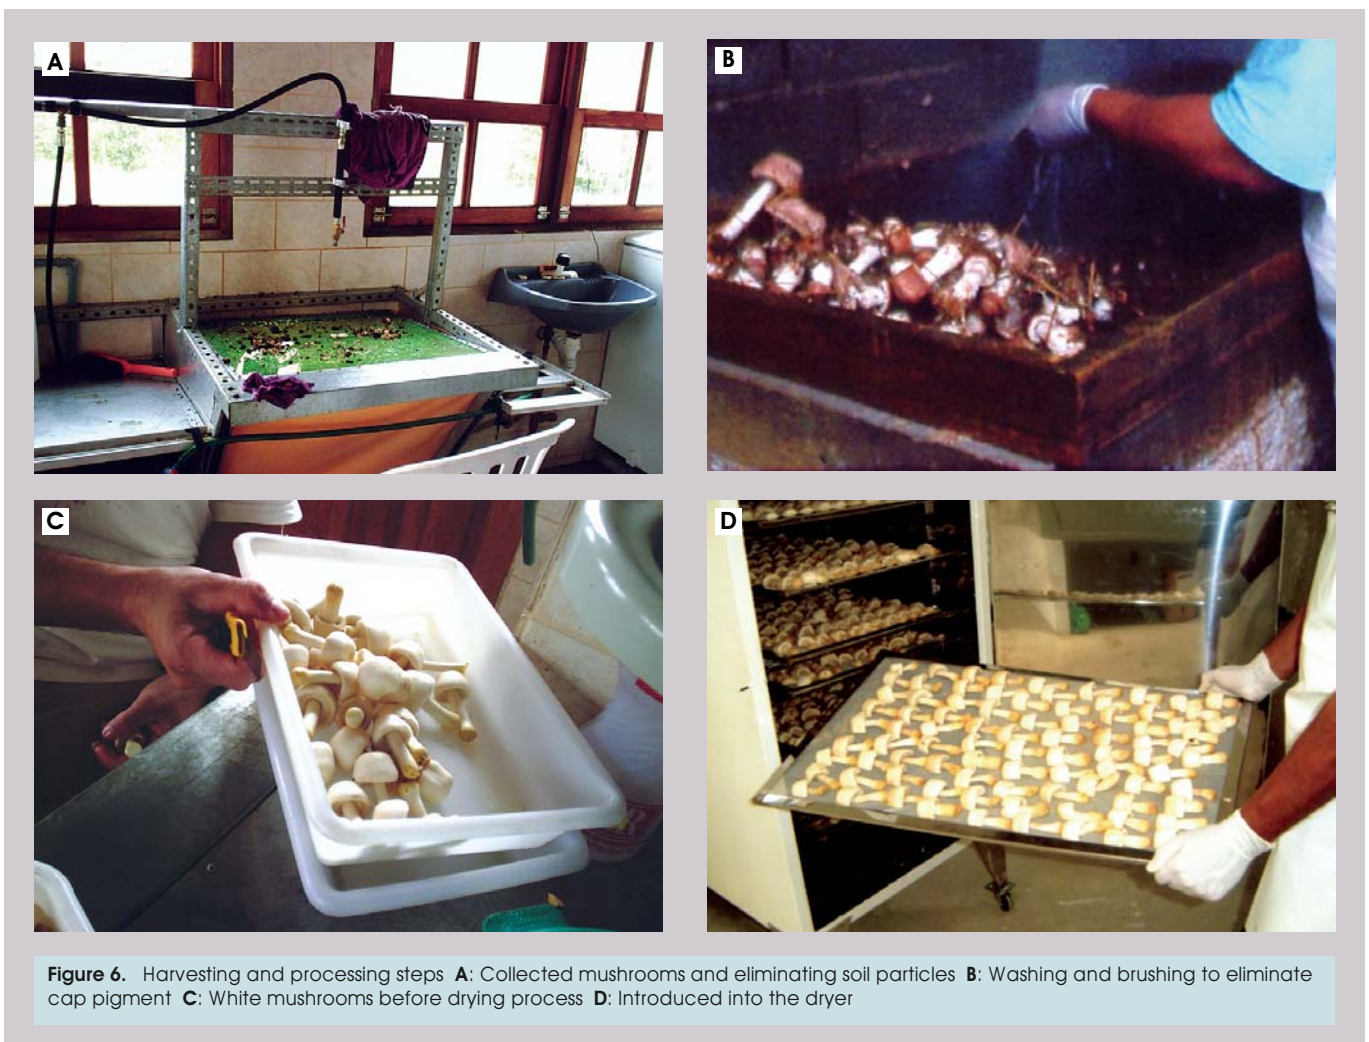 A
B
C
D
Figure 6. Harvesting and processing steps A: Collected mushrooms and eliminating soil particles B: Washing and brushing to eliminate
cap pigment C: White mushrooms before drying process D: Introduced into the dryer